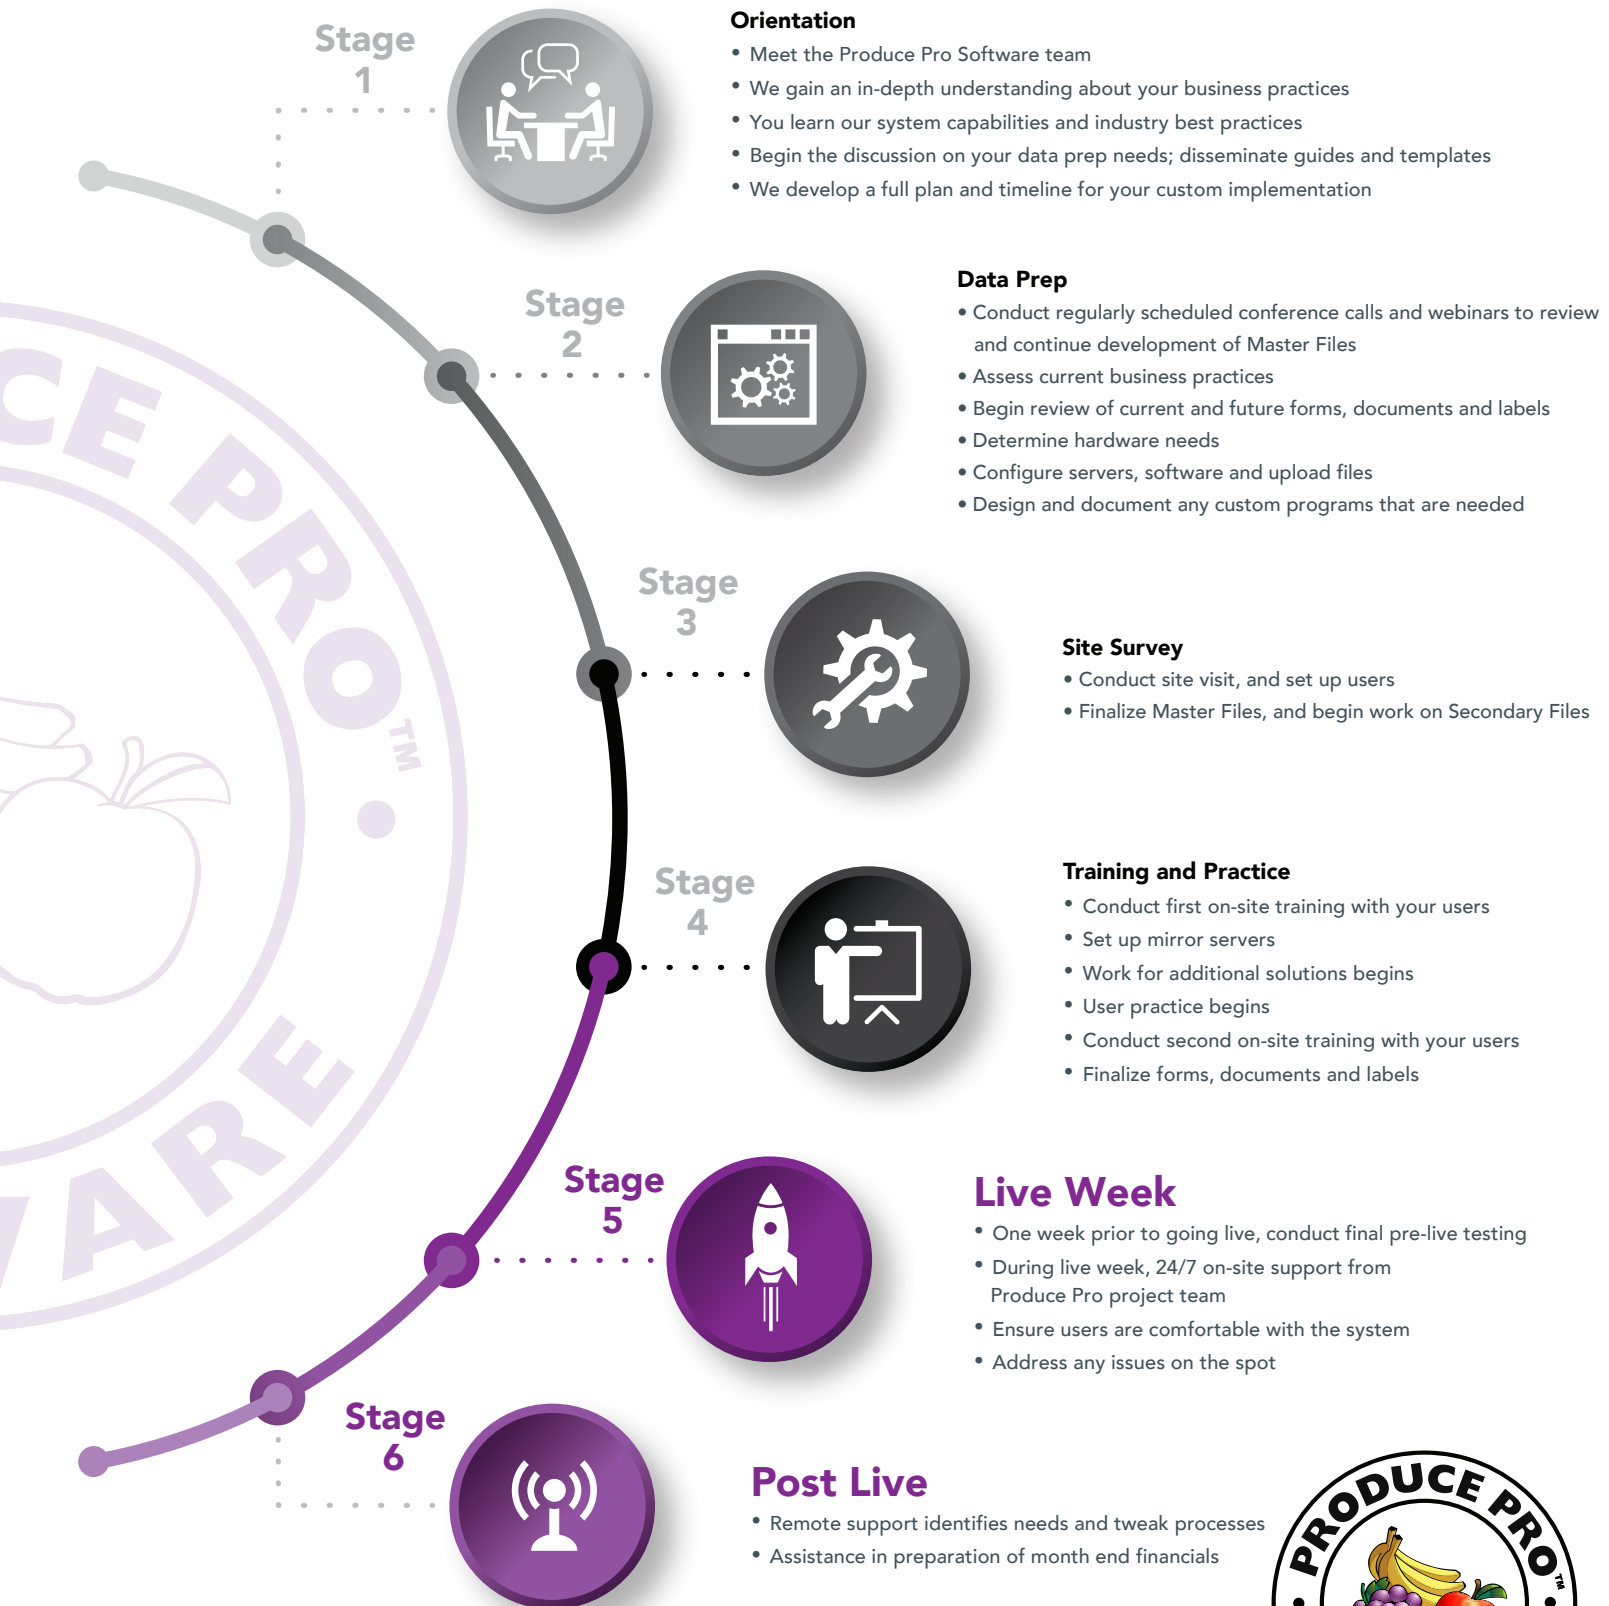 Stage
1
Orientation
• Meet the Produce Pro Software team
• We gain an in-depth understanding about your business practices
• You learn our system capabilities and industry best practices
• Begin the discussion on your data prep needs; disseminate guides and templates
• We develop a full plan and timeline for your custom implementation
Stage
2
Data Prep
• Conduct regularly scheduled conference calls and webinars to review
and continue development of Master Files
• Assess current business practices
• Begin review of current and future forms, documents and labels
• Determine hardware needs
• Configure servers, software and upload files
• Design and document any custom programs that are needed
Stage
3
Site Survey
• Conduct site visit, and set up users
• Finalize Master Files, and begin work on Secondary Files
Stage
4
Training and Practice
• Conduct first on-site training with your users
• Set up mirror servers
• Work for additional solutions begins
• User practice begins
• Conduct second on-site training with your users
• Finalize forms, documents and labels
Stage
5
Live Week
• One week prior to going live, conduct final pre-live testing
• During live week, 24/7 on-site support from
Produce Pro project team
• Ensure users are comfortable with the system
• Address any issues on the spot
Stage
6
Post Live
• Remote support identifies needs and tweak processes
• Assistance in preparation of month end financials
CE PRO™ •
WARE
• PRODUCE PRO™ •